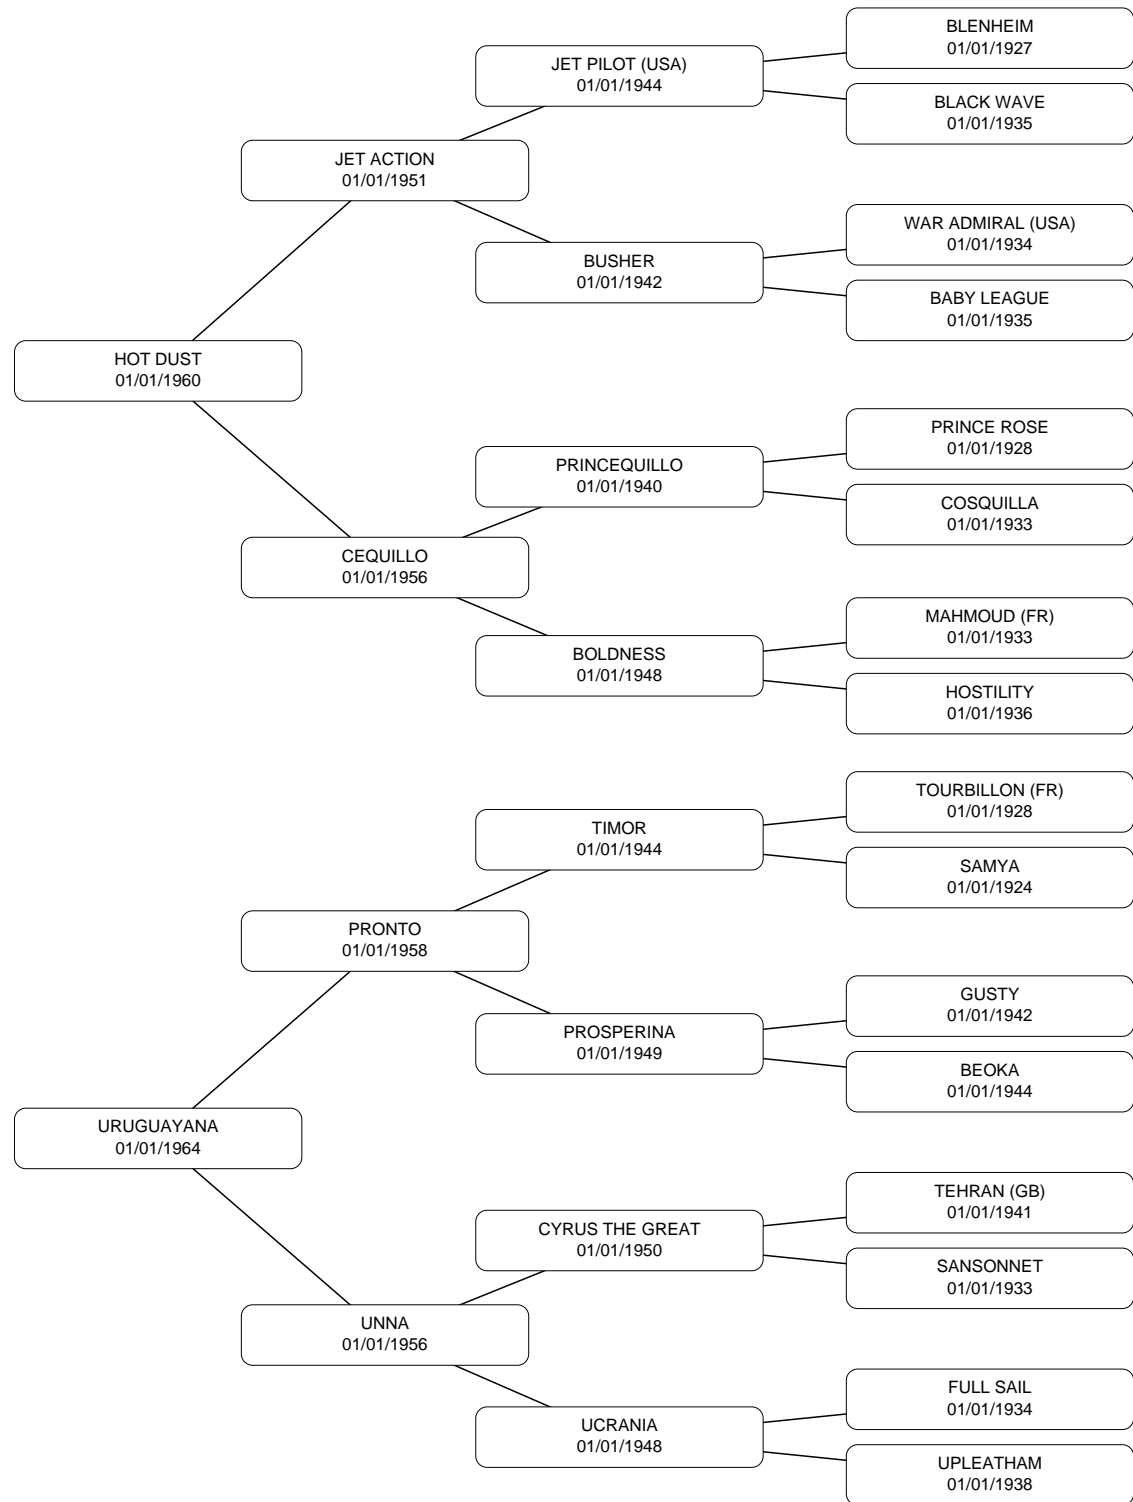 BLENHEIM
01/01/1927
JET PILOT (USA)
01/01/1944
BLACK WAVE
01/01/1935
JET ACTION
01/01/1951
WAR ADMIRAL (USA)
01/01/1934
BUSHER
01/01/1942
BABY LEAGUE
01/01/1935
HOT DUST
01/01/1960
PRINCE ROSE
01/01/1928
PRINCEQUILLO
01/01/1940
COSQUILLA
01/01/1933
CEQUILLO
01/01/1956
MAHMOUD (FR)
01/01/1933
BOLDNESS
01/01/1948
HOSTILITY
01/01/1936
TOURBILLON (FR)
01/01/1928
TIMOR
01/01/1944
SAMYA
01/01/1924
PRONTO
01/01/1958
GUSTY
01/01/1942
PROSPERINA
01/01/1949
BEOKA
01/01/1944
URUGUAYANA
01/01/1964
TEHRAN (GB)
01/01/1941
CYRUS THE GREAT
01/01/1950
SANSONNET
01/01/1933
UNNA
01/01/1956
FULL SAIL
01/01/1934
UCRANIA
01/01/1948
UPLEATHAM
01/01/1938